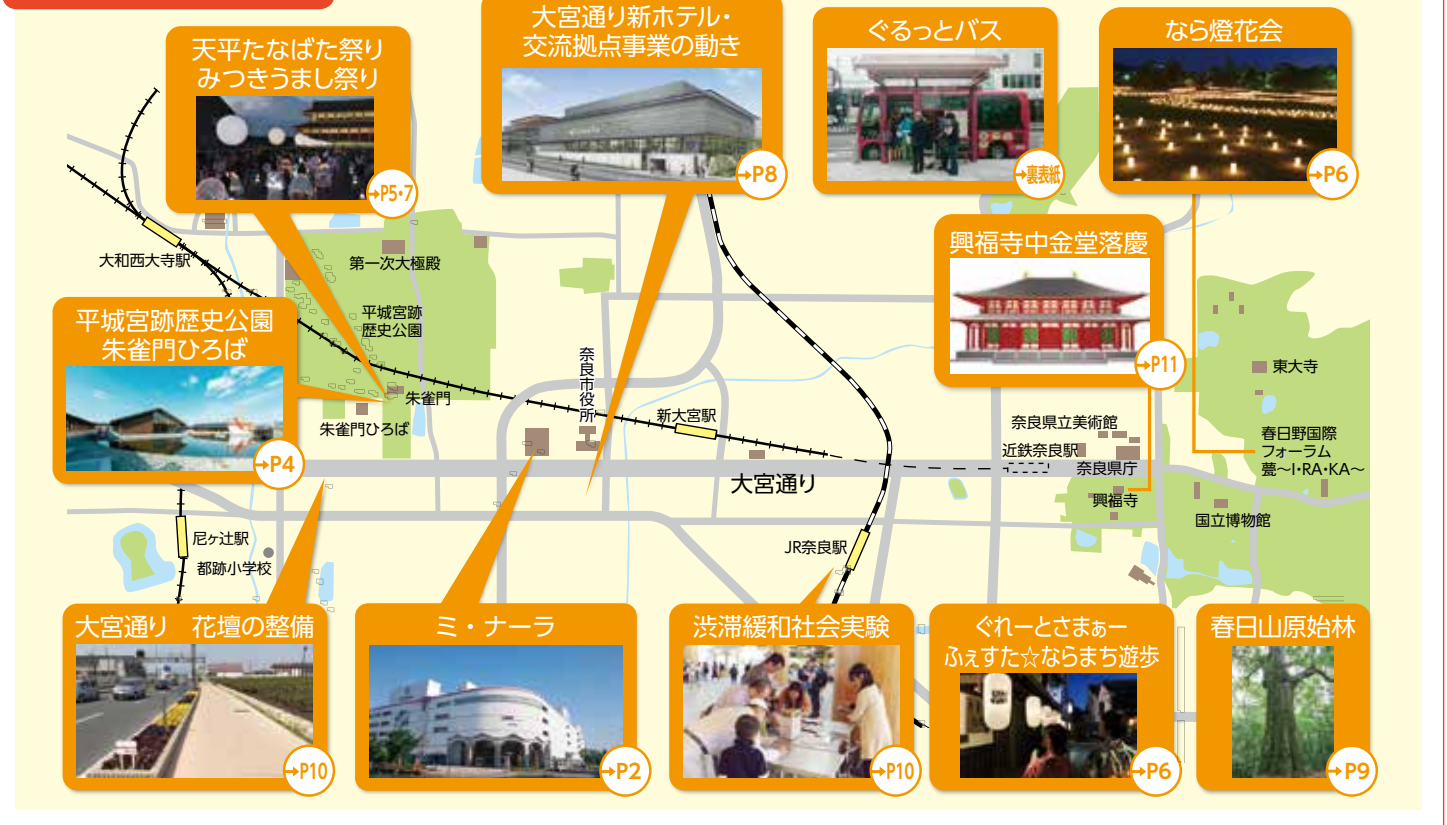 天平たなばた祭り
みつきうまし祭り
→P5・7
大宮通り新ホテル・
交流拠点事業の動き
→P8
ぐるっとバス
→裏表紙
なら燈花会
→P6
興福寺中金堂落慶
→P11
平城宮跡歴史公園
朱雀門ひろば
→P4
大和西大寺駅
第一次大極殿
平城宮跡
歴史公園
朱雀門
朱雀門ひろば
奈良市役所
新大宮駅
大宮通り
奈良県立美術館
近鉄奈良駅
奈良県庁
興福寺
東大寺
春日野国際
フォーラム
甍〜I・RA・KA〜
国立博物館
尼ヶ辻駅
都跡小学校
JR奈良駅
大宮通り 花壇の整備
→P10
ミ・ナーラ
→P2
渋滞緩和社会実験
→P10
ぐれーとさまぁー
ふぇすた☆ならまち遊歩
→P6
春日山原始林
→P9